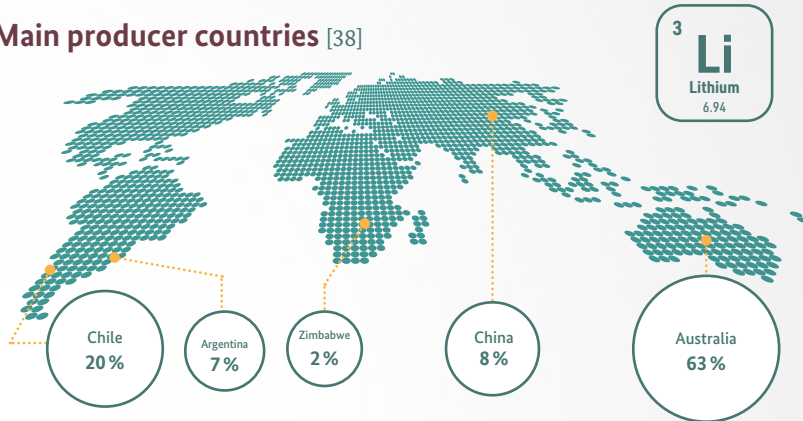 Main producer countries [38]
3
Li
Lithium
6.94
Chile
20 %
Argentina
7 %
Zimbabwe
2 %
China
8 %
Australia
63 %